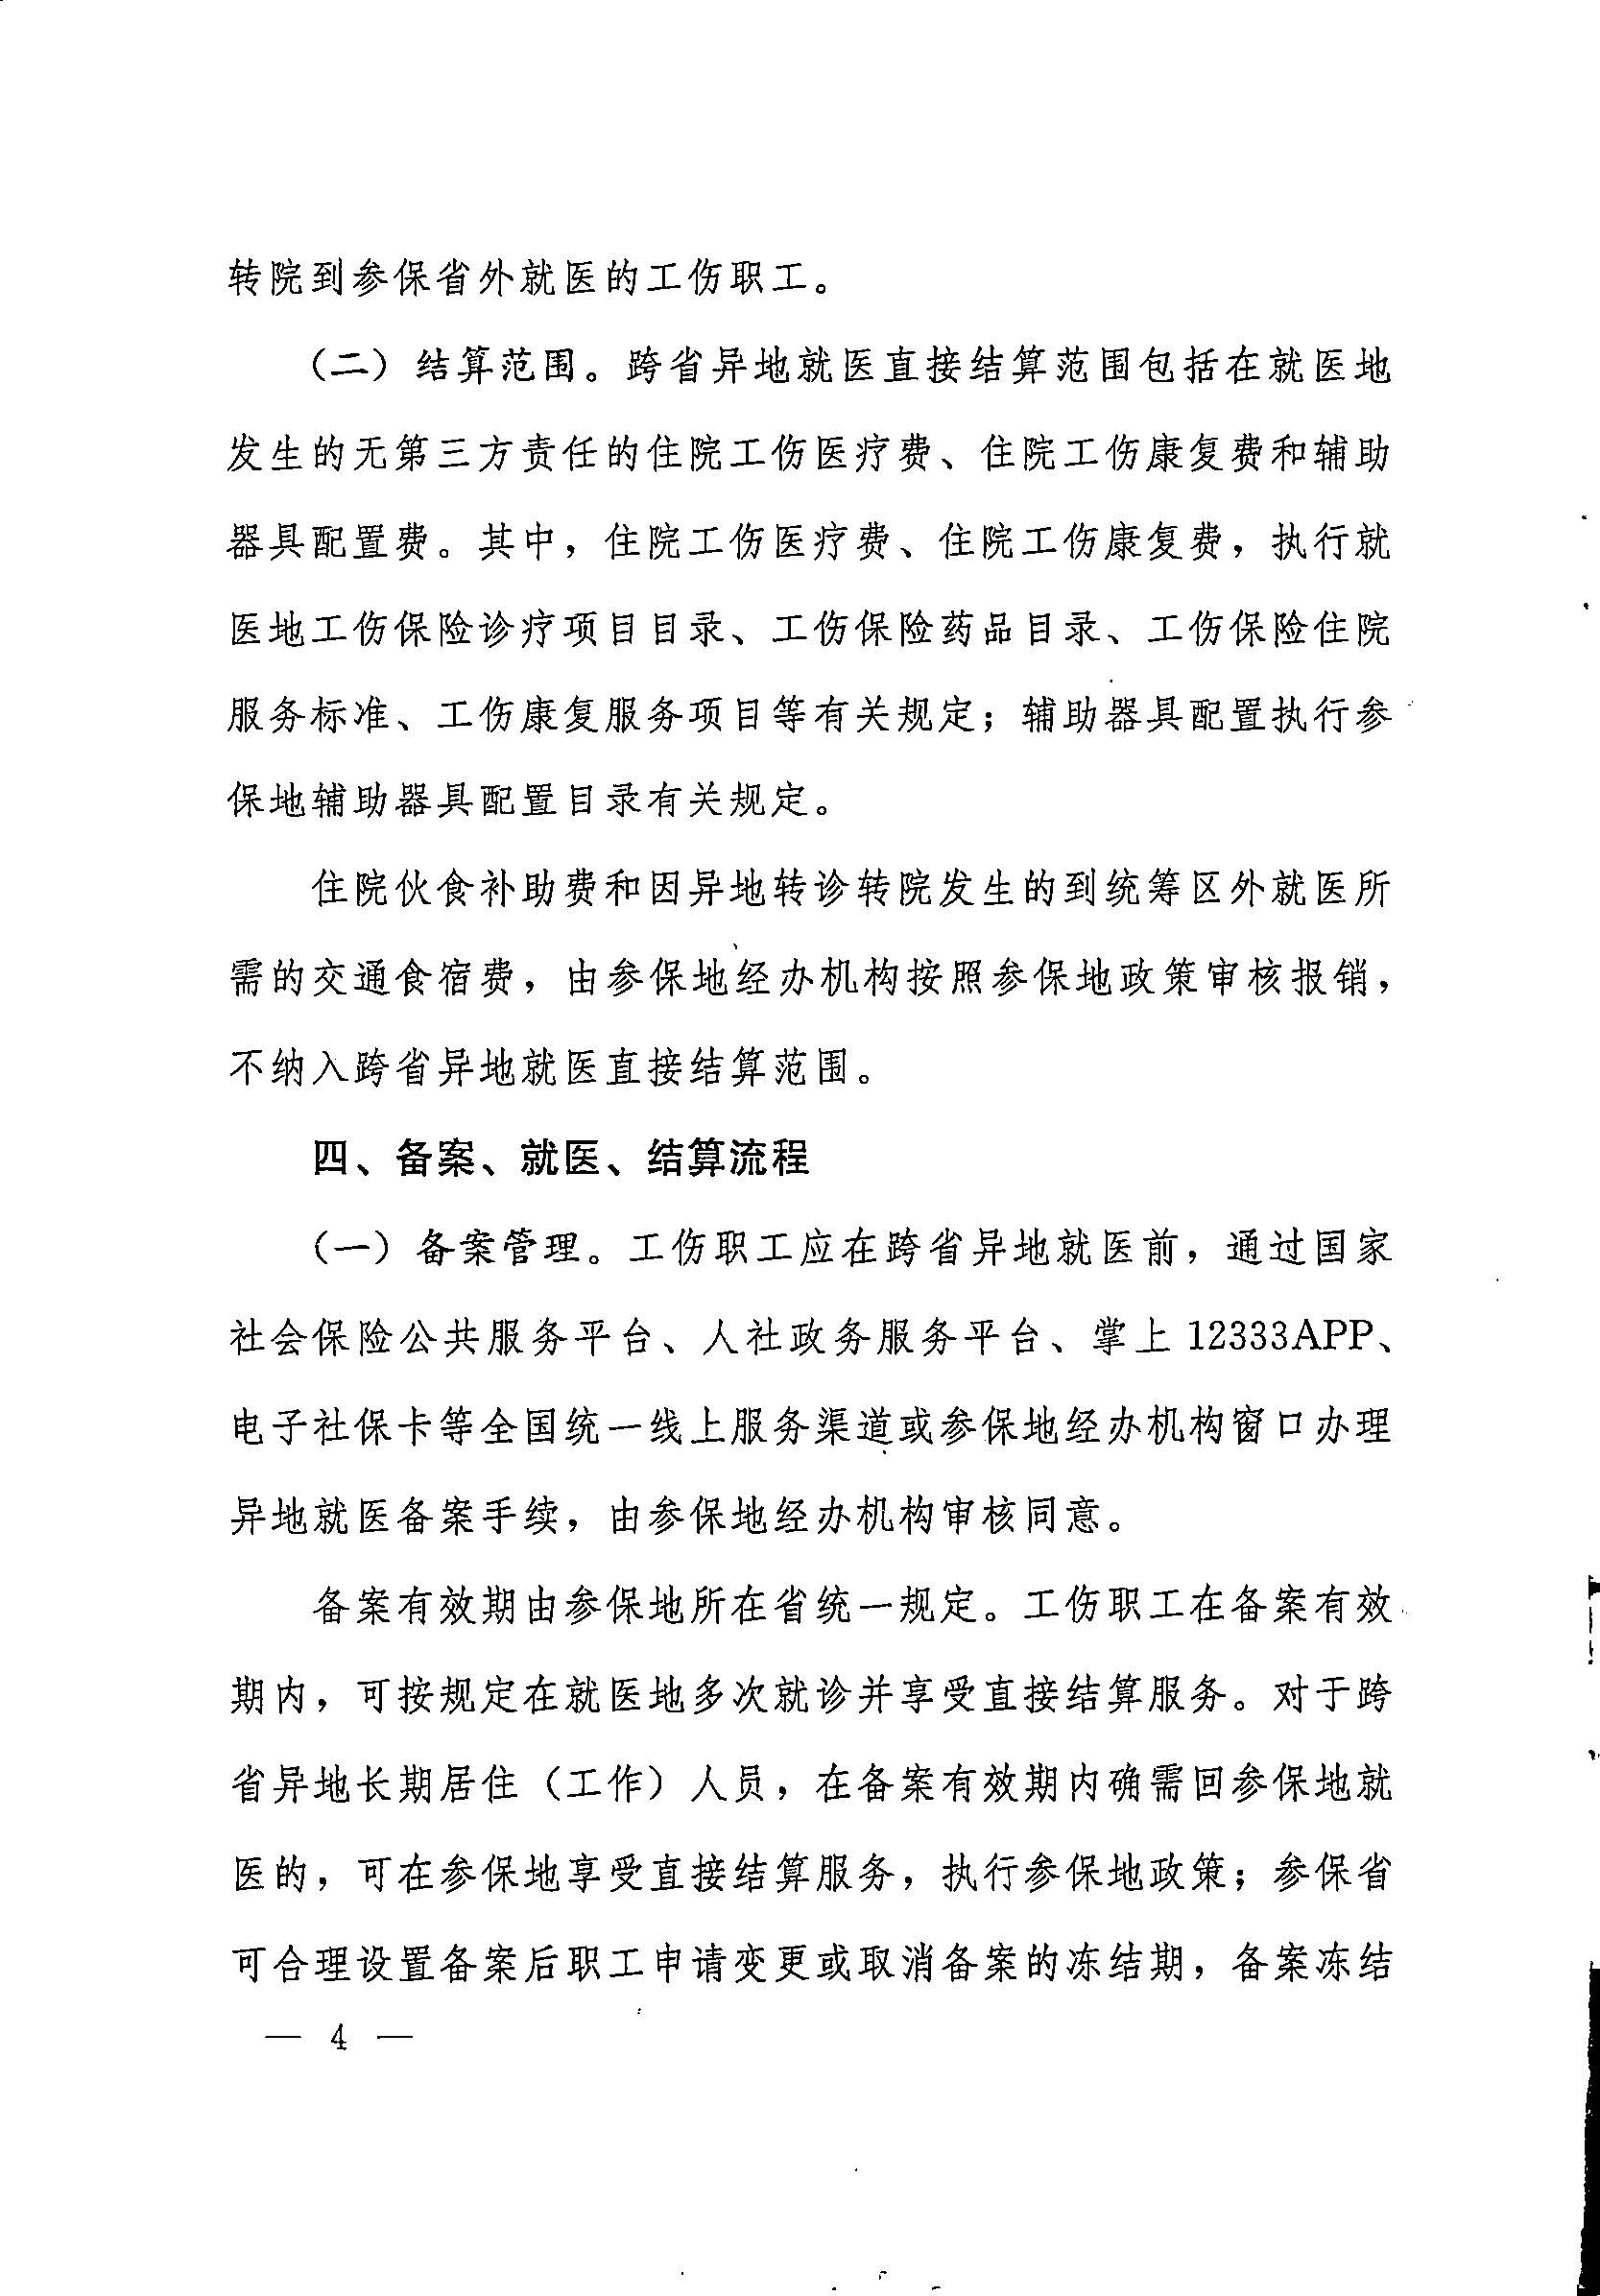 转院到参保省外就医的工伤职工。
（二）结算范围。跨省异地就医直接结算范围包括在就医地
发生的无第三方责任的住院工伤医疗费、住院工伤康复费和辅助
器具配置费。其中，住院工伤医疗费、住院工伤康复费，执行就
医地工伤保险诊疗项目目录、工伤保险药品目录、工伤保险住院
服务标准、工伤康复服务项目等有关规定；辅助器具配置执行参
保地辅助器具配置目录有关规定。
住院伙食补助费和因异地转诊转院发生的到统筹区外就医所
需的交通食宿费，由参保地经办机构按照参保地政策审核报销，
不纳入跨省异地就医直接结算范围。
四、备案、就医、结算流程
（一）备案管理。工伤职工应在跨省异地就医前，通过国家
社会保险公共服务平台、人社政务服务平台、掌上12333APP、
电子社保卡等全国统一线上服务渠道或参保地经办机构窗口办理
异地就医备案手续，由参保地经办机构审核同意。
备案有效期由参保地所在省统一规定。工伤职工在备案有效
期内，可按规定在就医地多次就诊并享受直接结算服务。对于跨
省异地长期居住（工作）人员，在备案有效期内确需回参保地就
医的，可在参保地享受直接结算服务，执行参保地政策；参保省
可合理设置备案后职工申请变更或取消备案的冻结期，备案冻结
— 4 —